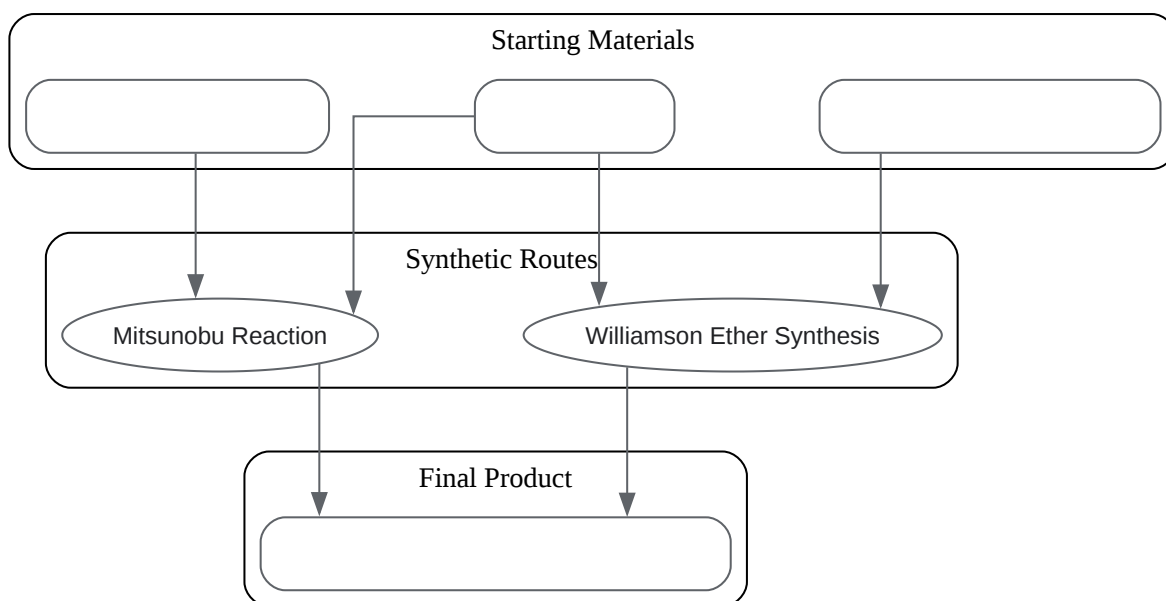 Starting Materials
Synthetic Routes
Mitsunobu Reaction
Williamson Ether Synthesis
Final Product